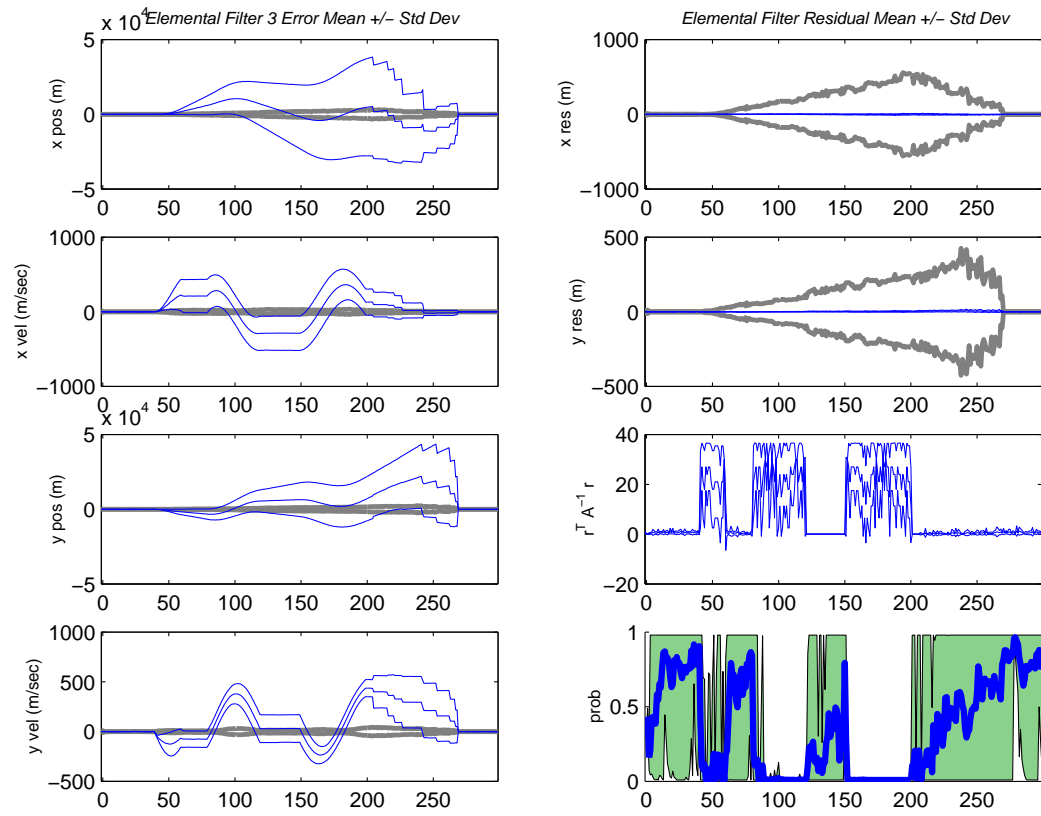 x 10⁴
Elemental Filter 3 Error Mean +/− Std Dev
5
0
−5
x pos (m)
0 50 100 150 200 250
1000
0
−1000
x vel (m/sec)
0 50 100 150 200 250
x 10⁴
5
0
−5
y pos (m)
0 50 100 150 200 250
1000
500
0
−500
y vel (m/sec)
0 50 100 150 200 250
Elemental Filter Residual Mean +/− Std Dev
1000
0
−1000
x res (m)
0 50 100 150 200 250
500
0
−500
y res (m)
0 50 100 150 200 250
40
20
0
−20
rᵀ A⁻¹ r
0 50 100 150 200 250
1
0.5
0
prob
0 50 100 150 200 250